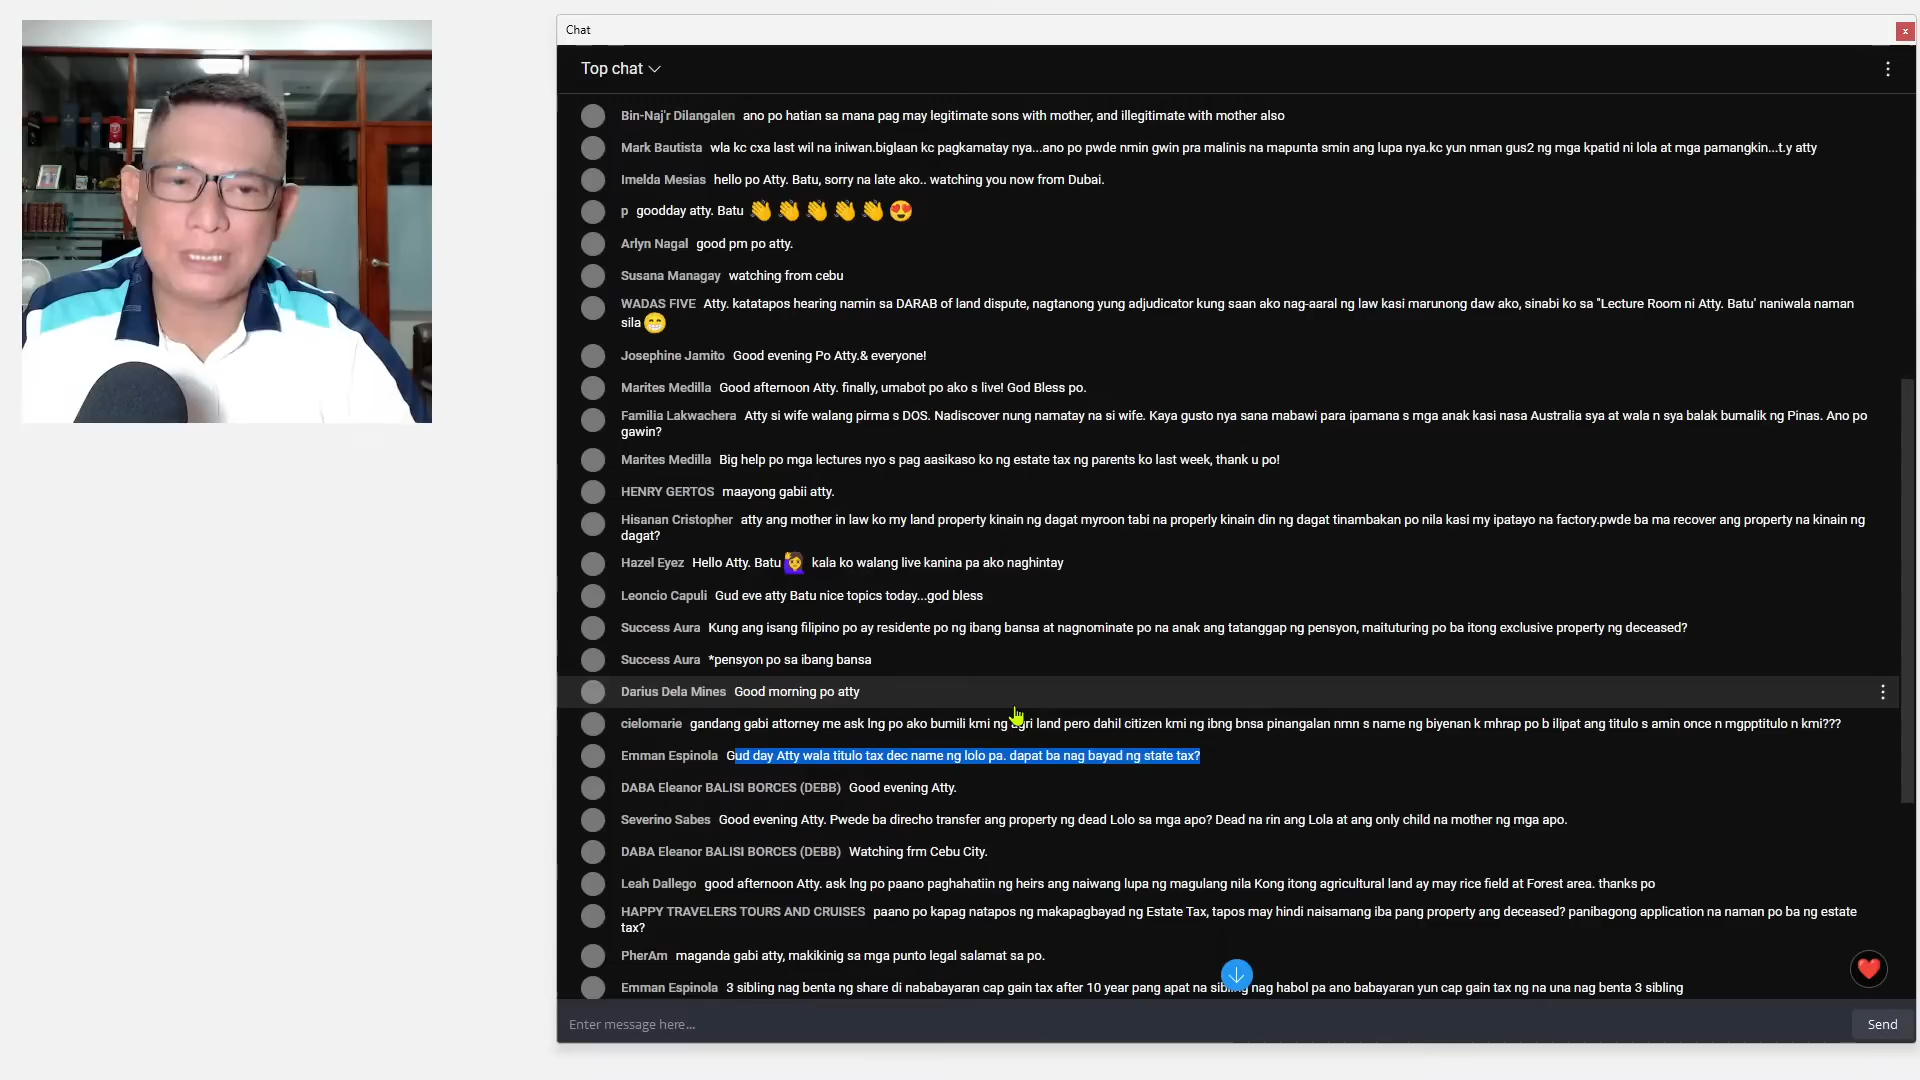 Chat
x
Top chat
Bin-Naj'r Dilangalen ano po hatian sa mana pag may legitimate sons with mother, and illegitimate with mother also
Mark Bautista wla kc cxa last wil na iniwan.biglaan kc pagkamatay nya...ano po pwde nmin gwin pra malinis na mapunta smin ang lupa nya.kc yun nman gus2 ng mga kpatid ni lola at mga pamangkin...t.y atty
Imelda Mesias hello po Atty. Batu, sorry na late ako.. watching you now from Dubai.
p goodday atty. Batu 👋 👋 👋 👋 👋 😍
Arlyn Nagal good pm po atty.
Susana Managay watching from cebu
WADAS FIVE Atty. katatapos hearing namin sa DARAB of land dispute, nagtanong yung adjudicator kung saan ako nag-aaral ng law kasi marunong daw ako, sinabi ko sa "Lecture Room ni Atty. Batu' naniwala naman
sila 😁
Josephine Jamito Good evening Po Atty.& everyone!
Marites Medilla Good afternoon Atty. finally, umabot po ako s live! God Bless po.
Familia Lakwachera Atty si wife walang pirma s DOS. Nadiscover nung namatay na si wife. Kaya gusto nya sana mabawi para ipamana s mga anak kasi nasa Australia sya at wala n sya balak bumalik ng Pinas. Ano po
gawin?
Marites Medilla Big help po mga lectures nyo s pag aasikaso ko ng estate tax ng parents ko last week, thank u po!
HENRY GERTOS maayong gabii atty.
Hisanan Cristopher atty ang mother in law ko my land property kinain ng dagat myroon tabi na properly kinain din ng dagat tinambakan po nila kasi my ipatayo na factory.pwde ba ma recover ang property na kinain ng
dagat?
Hazel Eyez Hello Atty. Batu 🙋‍♀️ kala ko walang live kanina pa ako naghintay
Leoncio Capuli Gud eve atty Batu nice topics today...god bless
Success Aura Kung ang isang filipino po ay residente po ng ibang bansa at nagnominate po na anak ang tatanggap ng pensyon, maituturing po ba itong exclusive property ng deceased?
Success Aura *pensyon po sa ibang bansa
Darius Dela Mines Good morning po atty
cielomarie gandang gabi attorney me ask lng po ako bumili kmi ng agri land pero dahil citizen kmi ng ibng bnsa pinangalan nmn s name ng biyenan k mhrap po b ilipat ang titulo s amin once n mgpptitulo n kmi???
Emman Espinola Gud day Atty wala titulo tax dec name ng lolo pa. dapat ba nag bayad ng state tax?
DABA Eleanor BALISI BORCES (DEBB) Good evening Atty.
Severino Sabes Good evening Atty. Pwede ba direcho transfer ang property ng dead Lolo sa mga apo? Dead na rin ang Lola at ang only child na mother ng mga apo.
DABA Eleanor BALISI BORCES (DEBB) Watching frm Cebu City.
Leah Dallego good afternoon Atty. ask lng po paano paghahatiin ng heirs ang naiwang lupa ng magulang nila Kong itong agricultural land ay may rice field at Forest area. thanks po
HAPPY TRAVELERS TOURS AND CRUISES paano po kapag natapos ng makapagbayad ng Estate Tax, tapos may hindi naisamang iba pang property ang deceased? panibagong application na naman po ba ng estate
tax?
PherAm maganda gabi atty, makikinig sa mga punto legal salamat sa po.
Emman Espinola 3 sibling nag benta ng share di nababayaran cap gain tax after 10 year pang apat na sibling nag habol pa ano babayaran yun cap gain tax ng na una nag benta 3 sibling
Enter message here...
Send